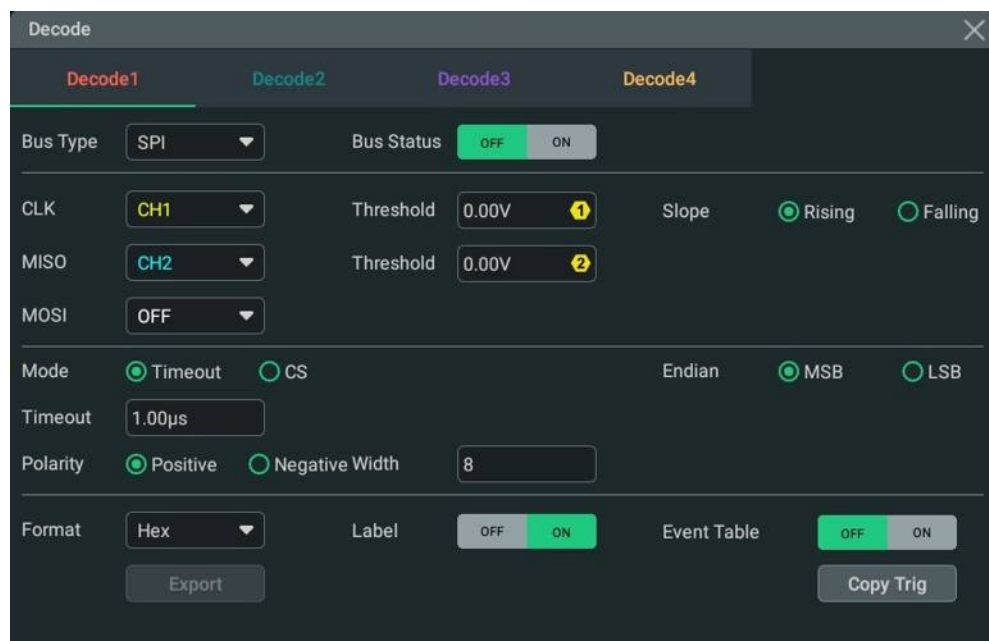 Decode
Decode1 Decode2 Decode3 Decode4
Bus Type SPI Bus Status OFF ON
CLK CH1 Threshold 0.00V 1 Slope Rising Falling
MISO CH2 Threshold 0.00V 2
MOSI OFF
Mode Timeout CS Endian MSB LSB
Timeout 1.00µs
Polarity Positive Negative Width 8
Format Hex Label OFF ON Event Table OFF ON
Export Copy Trig